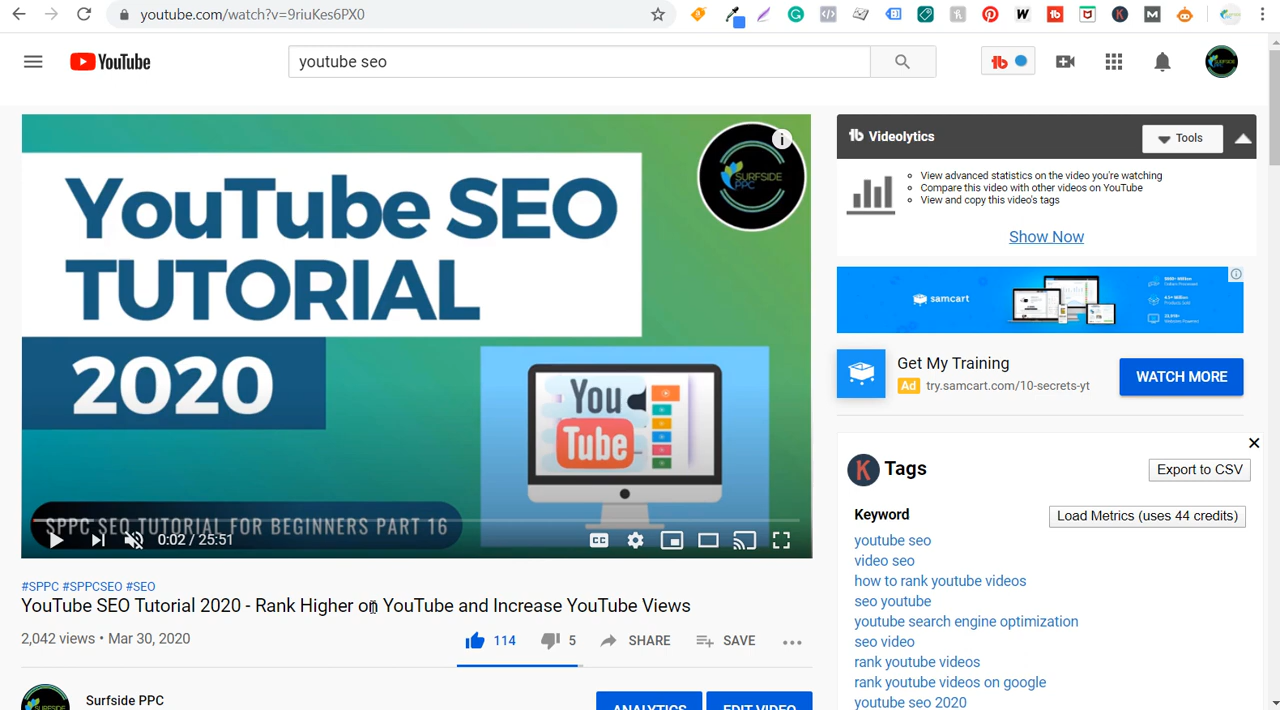 youtube.com/watch?v=9riuKes6PX0
YouTube
youtube seo
YouTube SEO
TUTORIAL
2020
SURFSIDE
PPC
i
You
Tube
SPPC SEO TUTORIAL FOR BEGINNERS PART 16
0:02 / 25:51
CC
#SPPC #SPPCSEO #SEO
YouTube SEO Tutorial 2020 - Rank Higher on YouTube and Increase YouTube Views
2,042 views • Mar 30, 2020
114
5
SHARE
SAVE
Surfside PPC
ANALYTICS
EDIT VIDEO
tb
Videolytics
Tools
View advanced statistics on the video you're watching
Compare this video with other videos on YouTube
View and copy this video's tags
Show Now
samcart
Get My Training
Ad try.samcart.com/10-secrets-yt
WATCH MORE
K Tags
Export to CSV
Keyword
Load Metrics (uses 44 credits)
youtube seo
video seo
how to rank youtube videos
seo youtube
youtube search engine optimization
seo video
rank youtube videos
rank youtube videos on google
youtube seo 2020